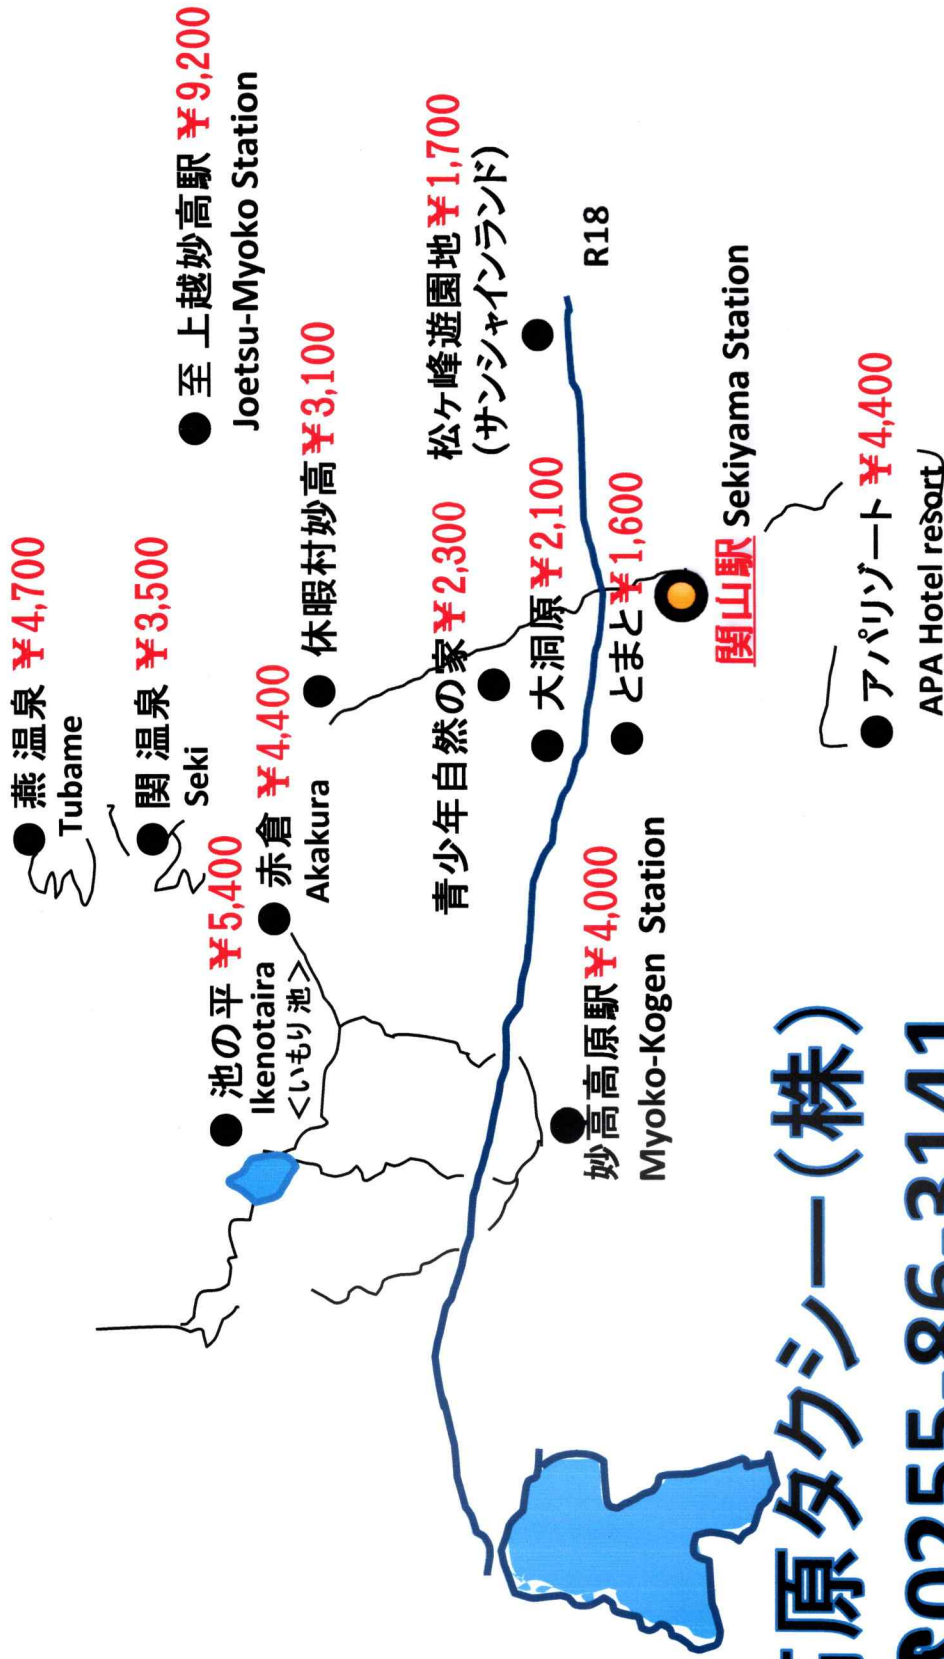 燕 温泉 ¥4,700
Tubame
関 温泉 ¥3,500
Seki
至 上越妙高駅 ¥9,200
Joetsu-Myoko Station
池の平 ¥5,400
Ikenotaira
<いもり池>
赤倉 ¥4,400
Akakura
休暇村妙高¥3,100
松ヶ峰遊園地¥1,700
(サンシャインランド)
青少年自然の家¥2,300
大洞原¥2,100
R18
とまと¥1,600
妙高高原駅¥4,000
Myoko-Kogen Station
関山駅 Sekiyama Station
アパリゾート ¥4,400
APA Hotel resort
原タクシー(株)
0255-86-3141